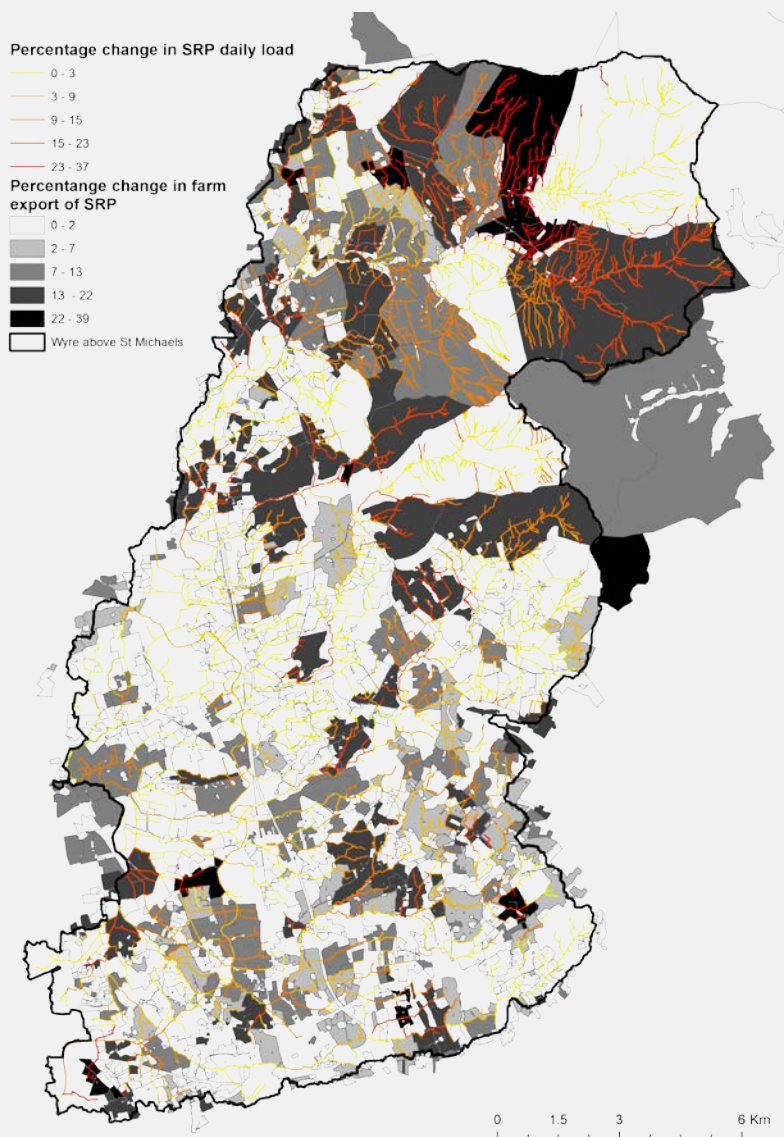 Percentage change in SRP daily load
0 - 3
3 - 9
9 - 15
15 - 23
23 - 37
Percentange change in farm
export of SRP
0 - 2
2 - 7
7 - 13
13 - 22
22 - 39
Wyre above St Michaels
0 1.5 3 6 Km